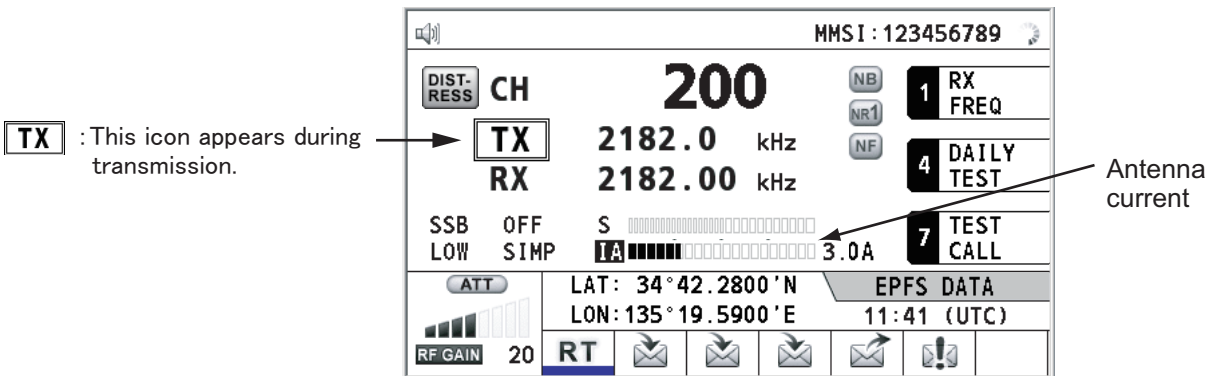 MMSI:123456789
DIST-
RESS CH 200
NB
NR1
NF
TX 2182.0 kHz
RX 2182.00 kHz
SSB OFF S
LOW SIMP IA 3.0A
1 RX
FREQ
4 DAILY
TEST
7 TEST
CALL
ATT
RF GAIN 20
LAT: 34°42.2800'N
LON:135°19.5900'E
EPFS DATA
11:41 (UTC)
RT
TX : This icon appears during
transmission.
Antenna
current